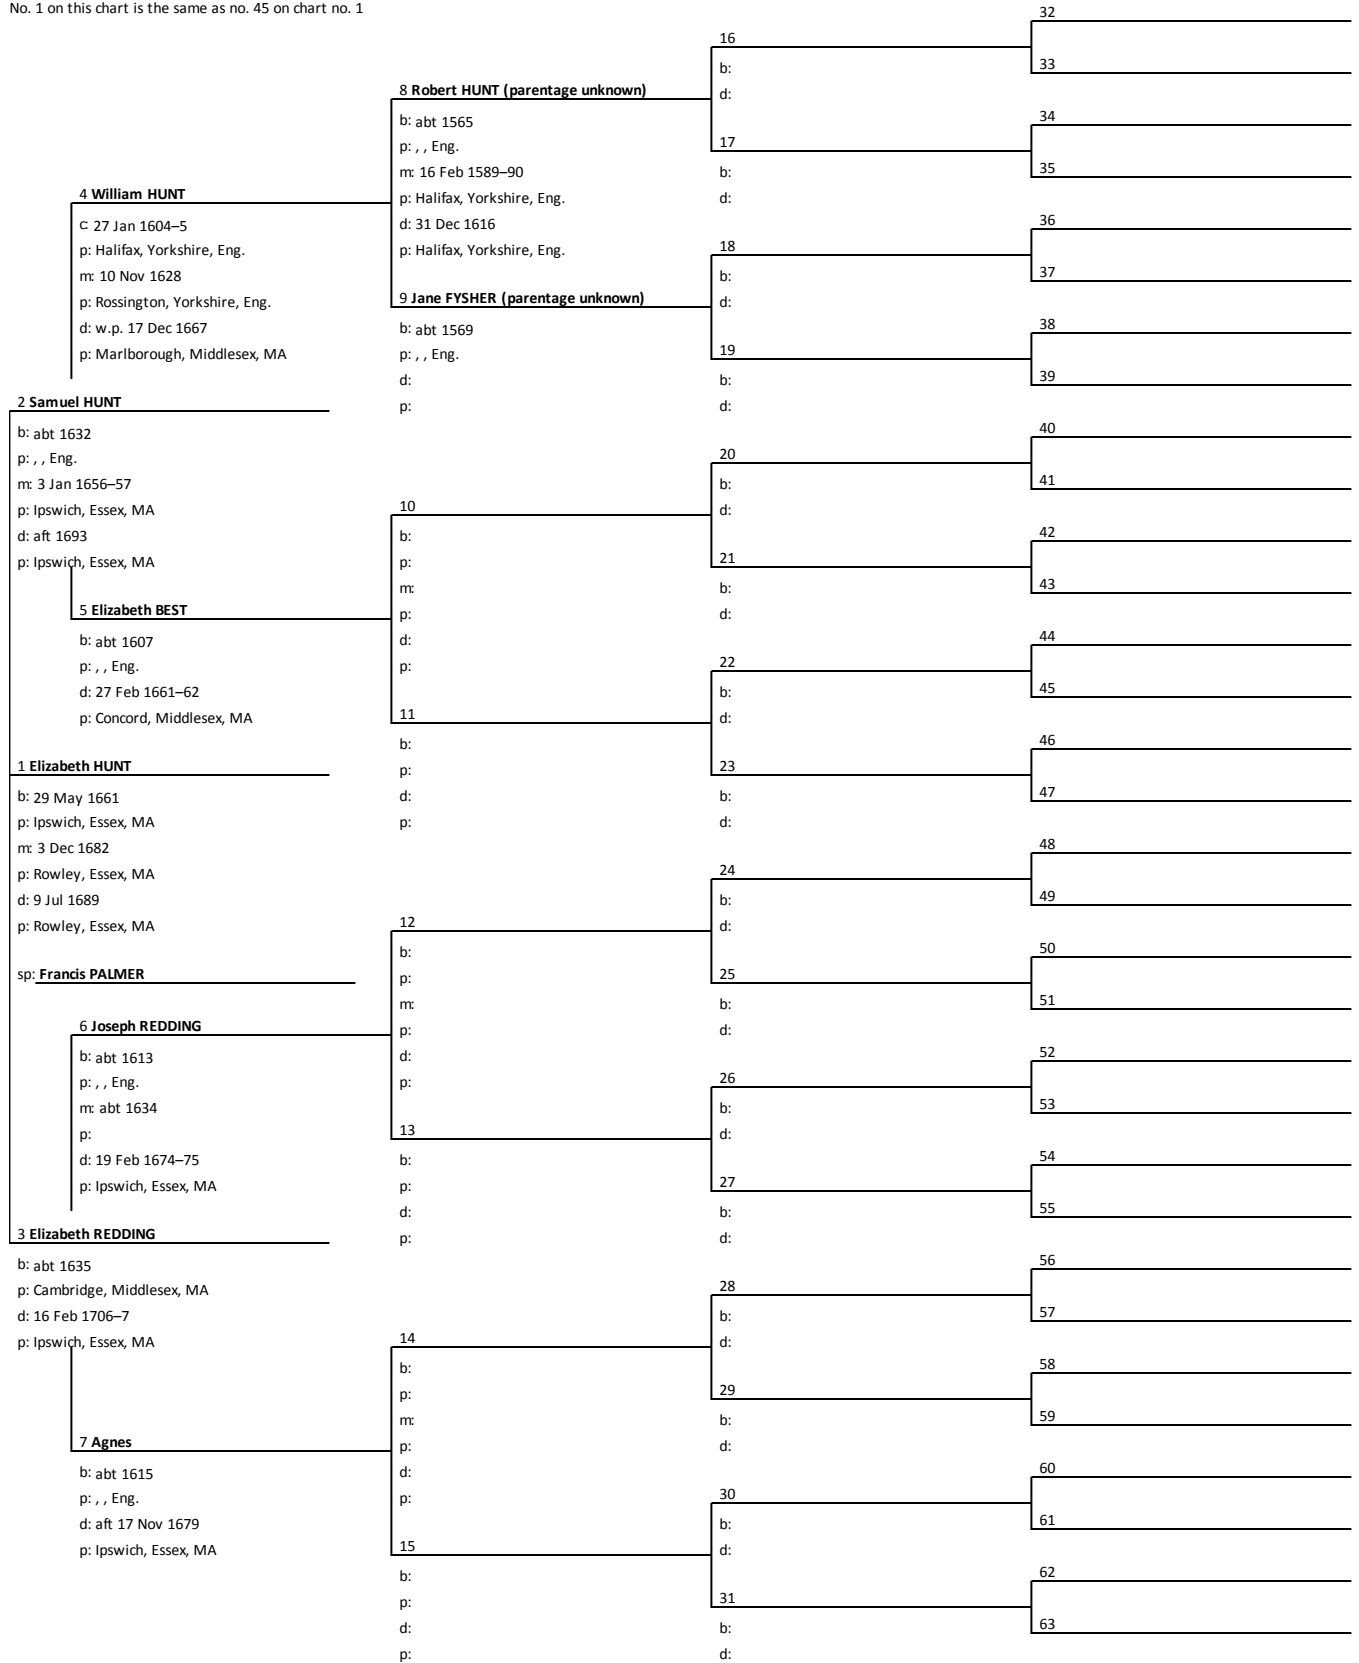 No. 1 on this chart is the same as no. 45 on chart no. 1
4 William HUNT
c: 27 Jan 1604–5
p: Halifax, Yorkshire, Eng.
m: 10 Nov 1628
p: Rossington, Yorkshire, Eng.
d: w.p. 17 Dec 1667
p: Marlborough, Middlesex, MA
2 Samuel HUNT
b: abt 1632
p: , , Eng.
m: 3 Jan 1656–57
p: Ipswich, Essex, MA
d: aft 1693
p: Ipswich, Essex, MA
5 Elizabeth BEST
b: abt 1607
p: , , Eng.
d: 27 Feb 1661–62
p: Concord, Middlesex, MA
1 Elizabeth HUNT
b: 29 May 1661
p: Ipswich, Essex, MA
m: 3 Dec 1682
p: Rowley, Essex, MA
d: 9 Jul 1689
p: Rowley, Essex, MA
sp: Francis PALMER
6 Joseph REDDING
b: abt 1613
p: , , Eng.
m: abt 1634
p:
d: 19 Feb 1674–75
p: Ipswich, Essex, MA
3 Elizabeth REDDING
b: abt 1635
p: Cambridge, Middlesex, MA
d: 16 Feb 1706–7
p: Ipswich, Essex, MA
7 Agnes
b: abt 1615
p: , , Eng.
d: aft 17 Nov 1679
p: Ipswich, Essex, MA
8 Robert HUNT (parentage unknown)
b: abt 1565
p: , , Eng.
m: 16 Feb 1589–90
p: Halifax, Yorkshire, Eng.
d: 31 Dec 1616
p: Halifax, Yorkshire, Eng.
9 Jane FYSHER (parentage unknown)
b: abt 1569
p: , , Eng.
d:
p:
10
b:
p:
m:
p:
d:
p:
11
b:
p:
d:
p:
12
b:
p:
m:
p:
d:
p:
13
b:
p:
d:
p:
14
b:
p:
m:
p:
d:
p:
15
b:
p:
d:
p:
16
b:
d:
17
b:
d:
18
b:
d:
19
b:
d:
20
b:
d:
21
b:
d:
22
b:
d:
23
b:
d:
24
b:
d:
25
b:
d:
26
b:
d:
27
b:
d:
28
b:
d:
29
b:
d:
30
b:
d:
31
b:
d:
32
33
34
35
36
37
38
39
40
41
42
43
44
45
46
47
48
49
50
51
52
53
54
55
56
57
58
59
60
61
62
63